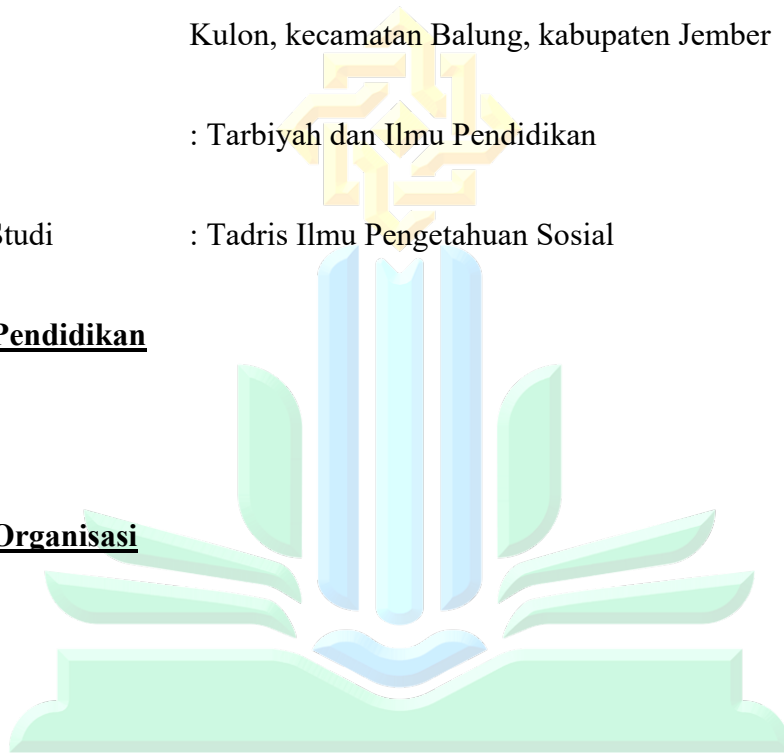 Kulon, kecamatan Balung, kabupaten Jember
: Tarbiyah dan Ilmu Pendidikan
Studi : Tadris Ilmu Pengetahuan Sosial
Pendidikan
Organisasi